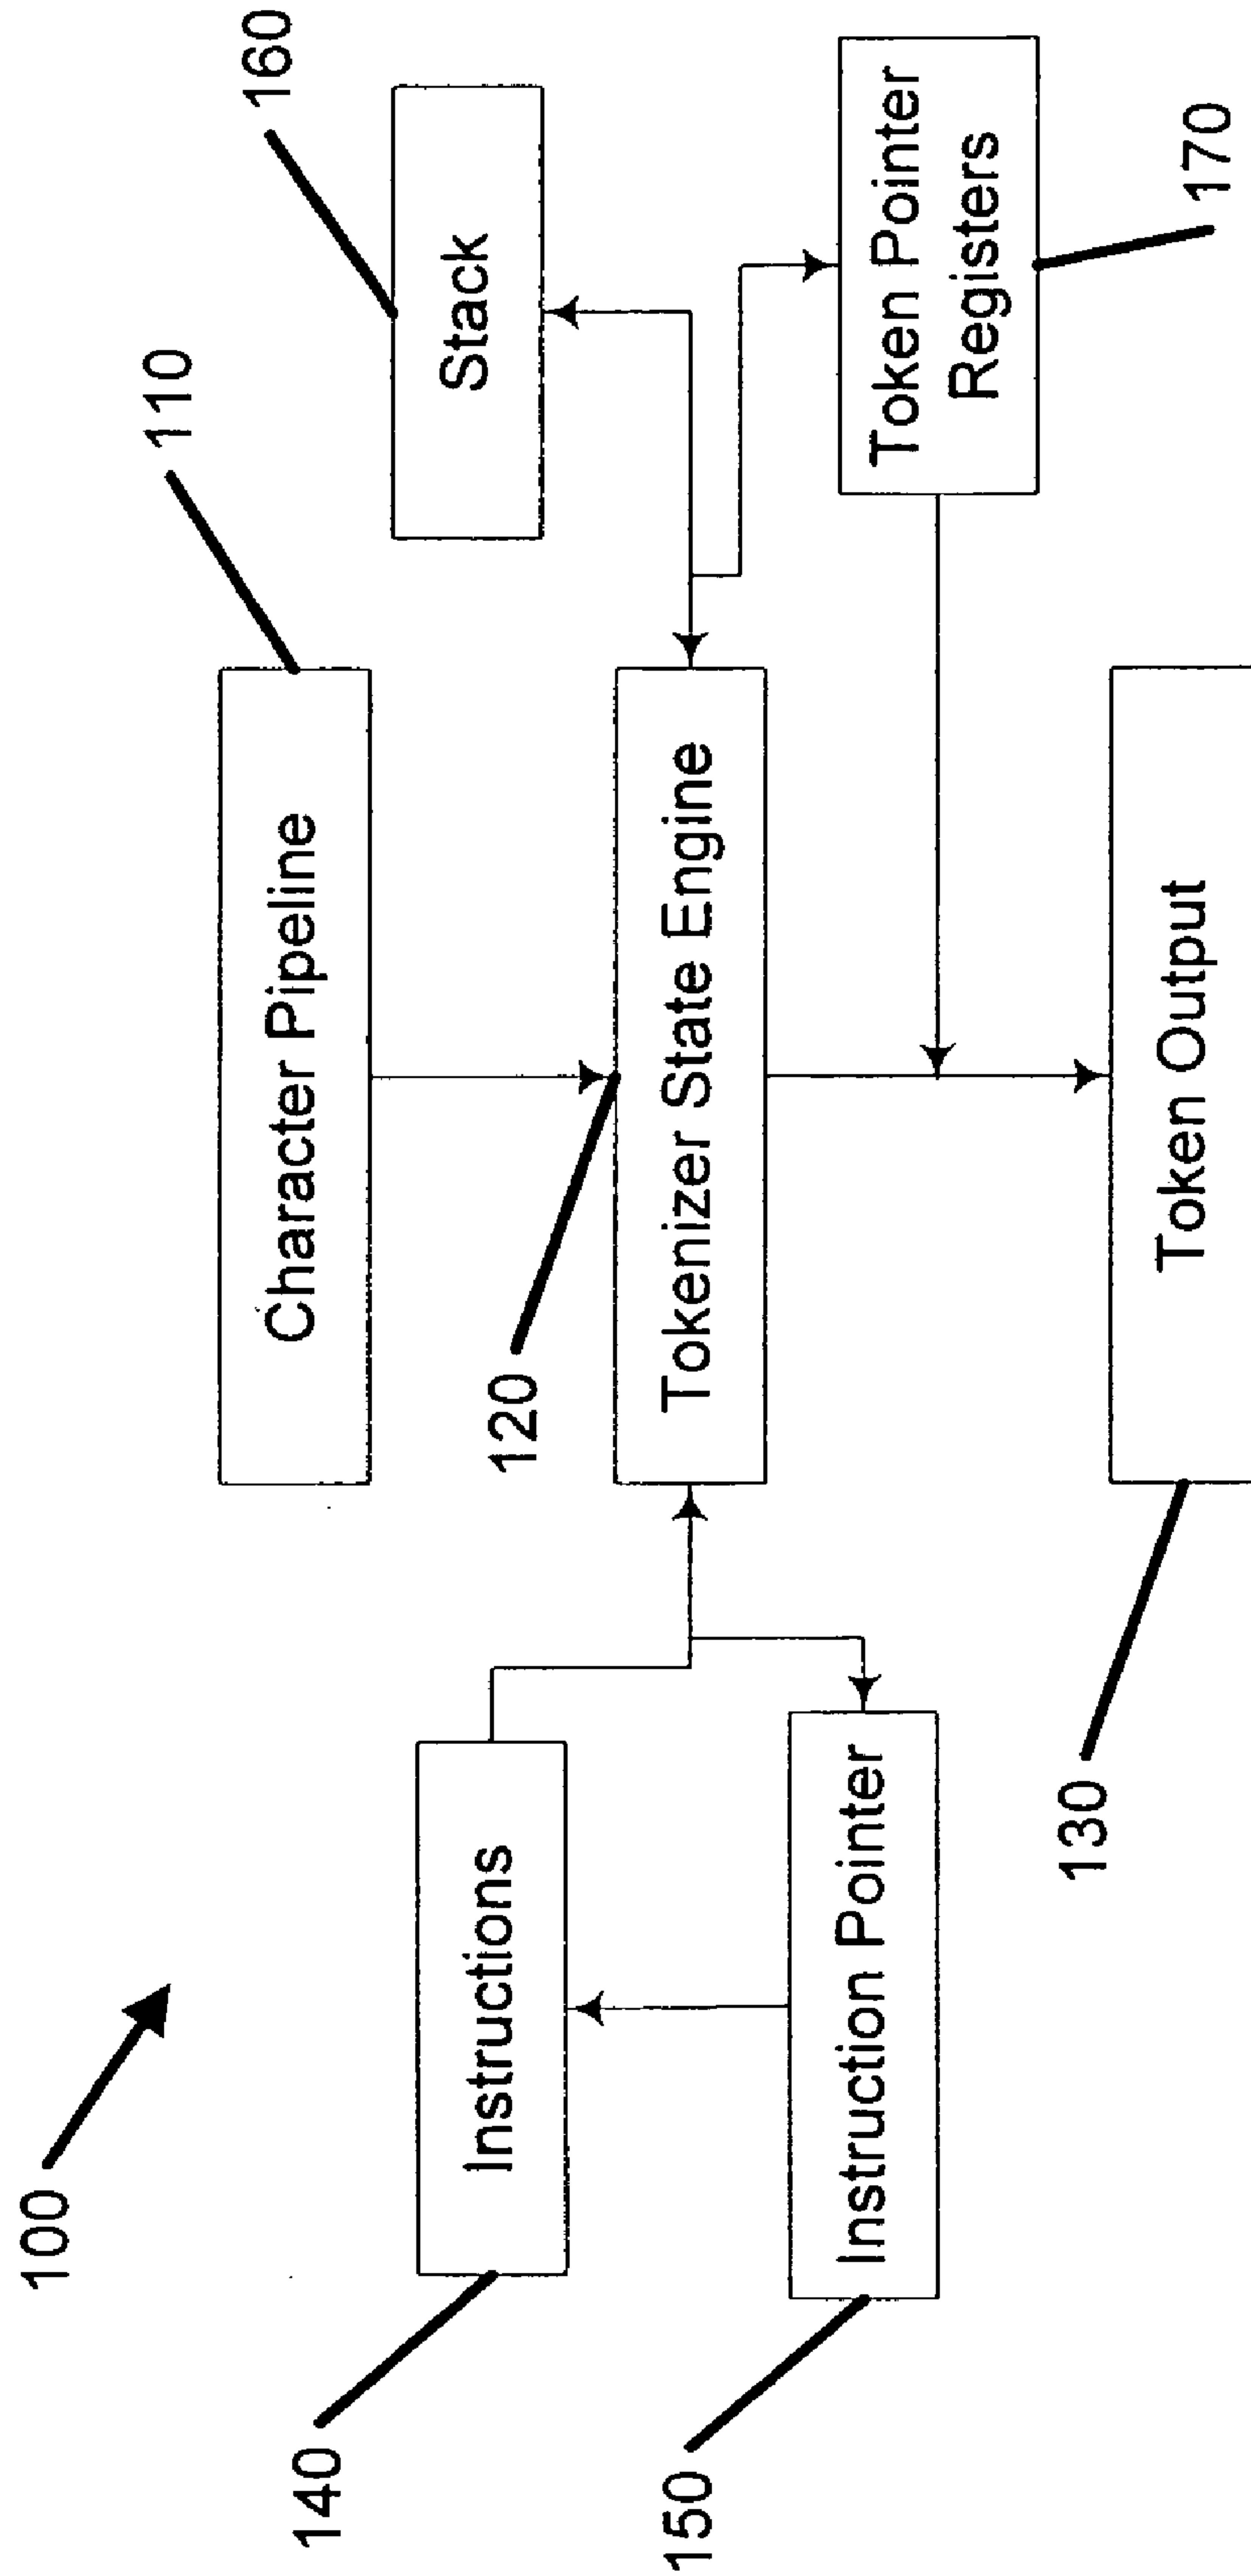 100
110
160
Character Pipeline
Stack
140
Instructions
120
Tokenizer State Engine
150
Instruction Pointer
Token Pointer
Registers
170
130
Token Output